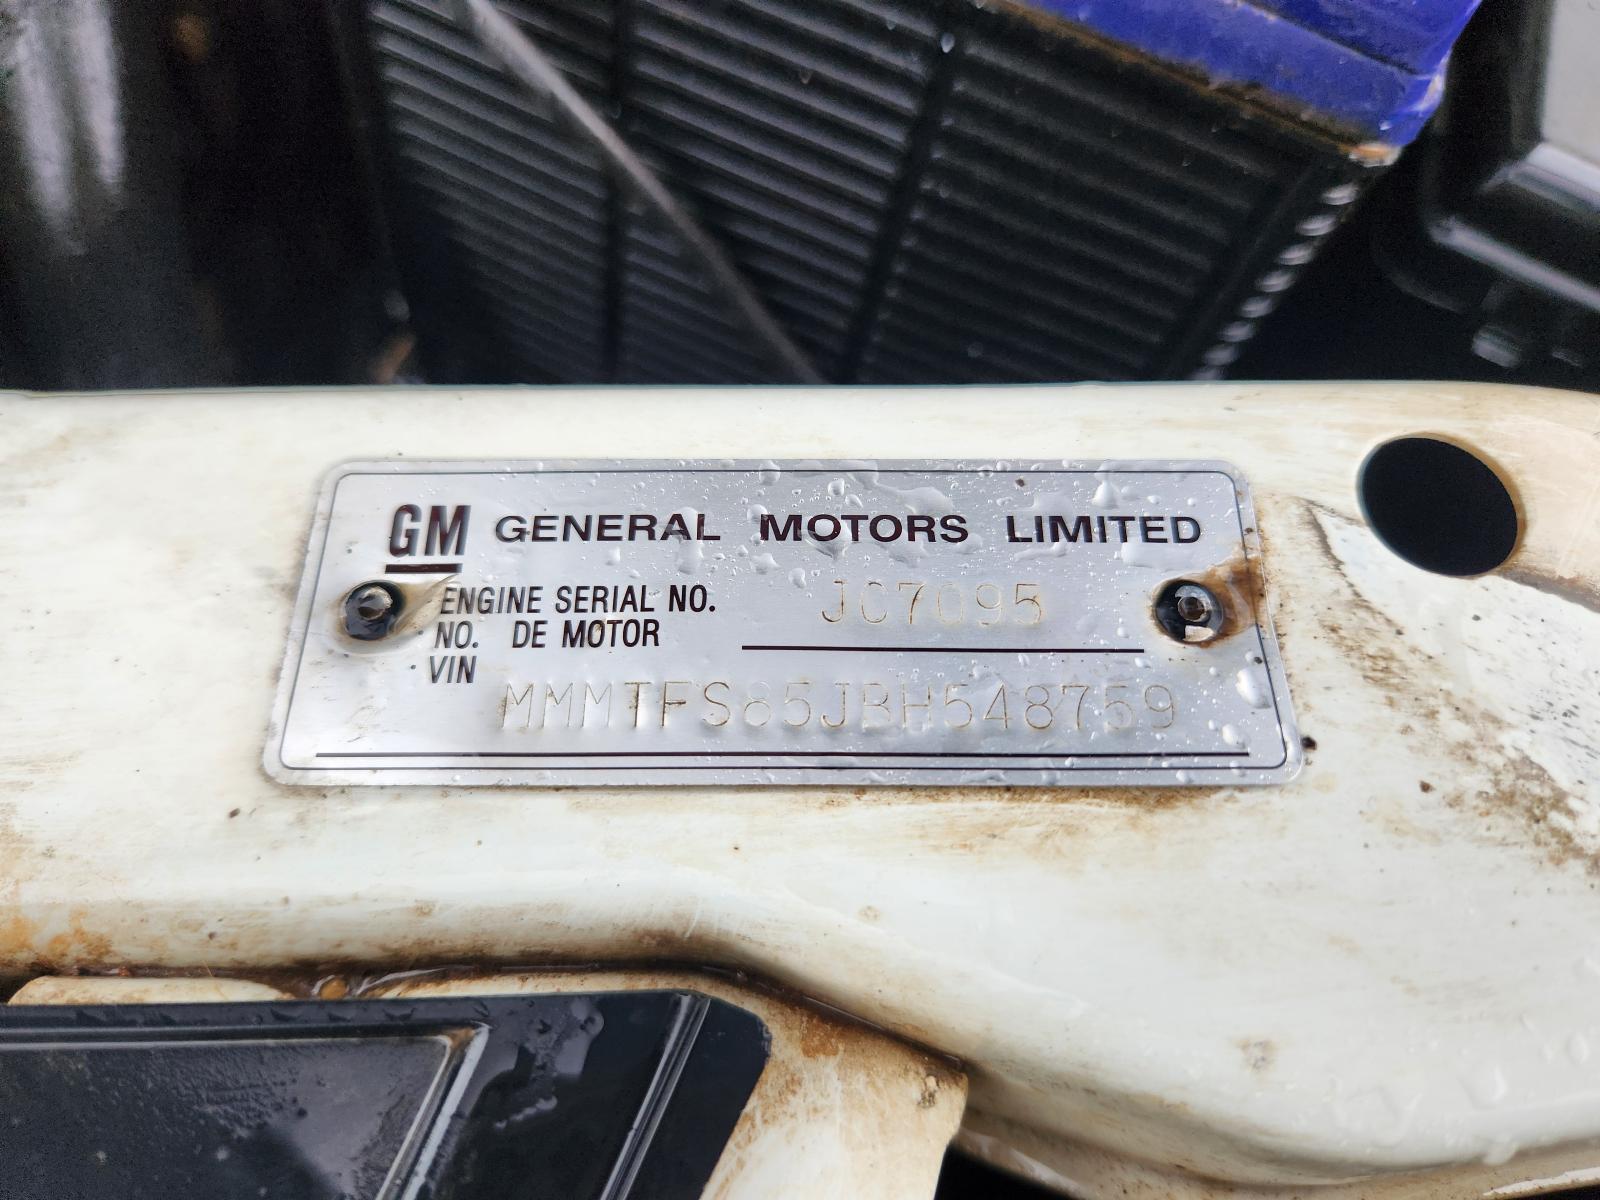 GM GENERAL MOTORS LIMITED
ENGINE SERIAL NO. JC7095
NO. DE MOTOR
VIN
MMMTFS85JBH548759